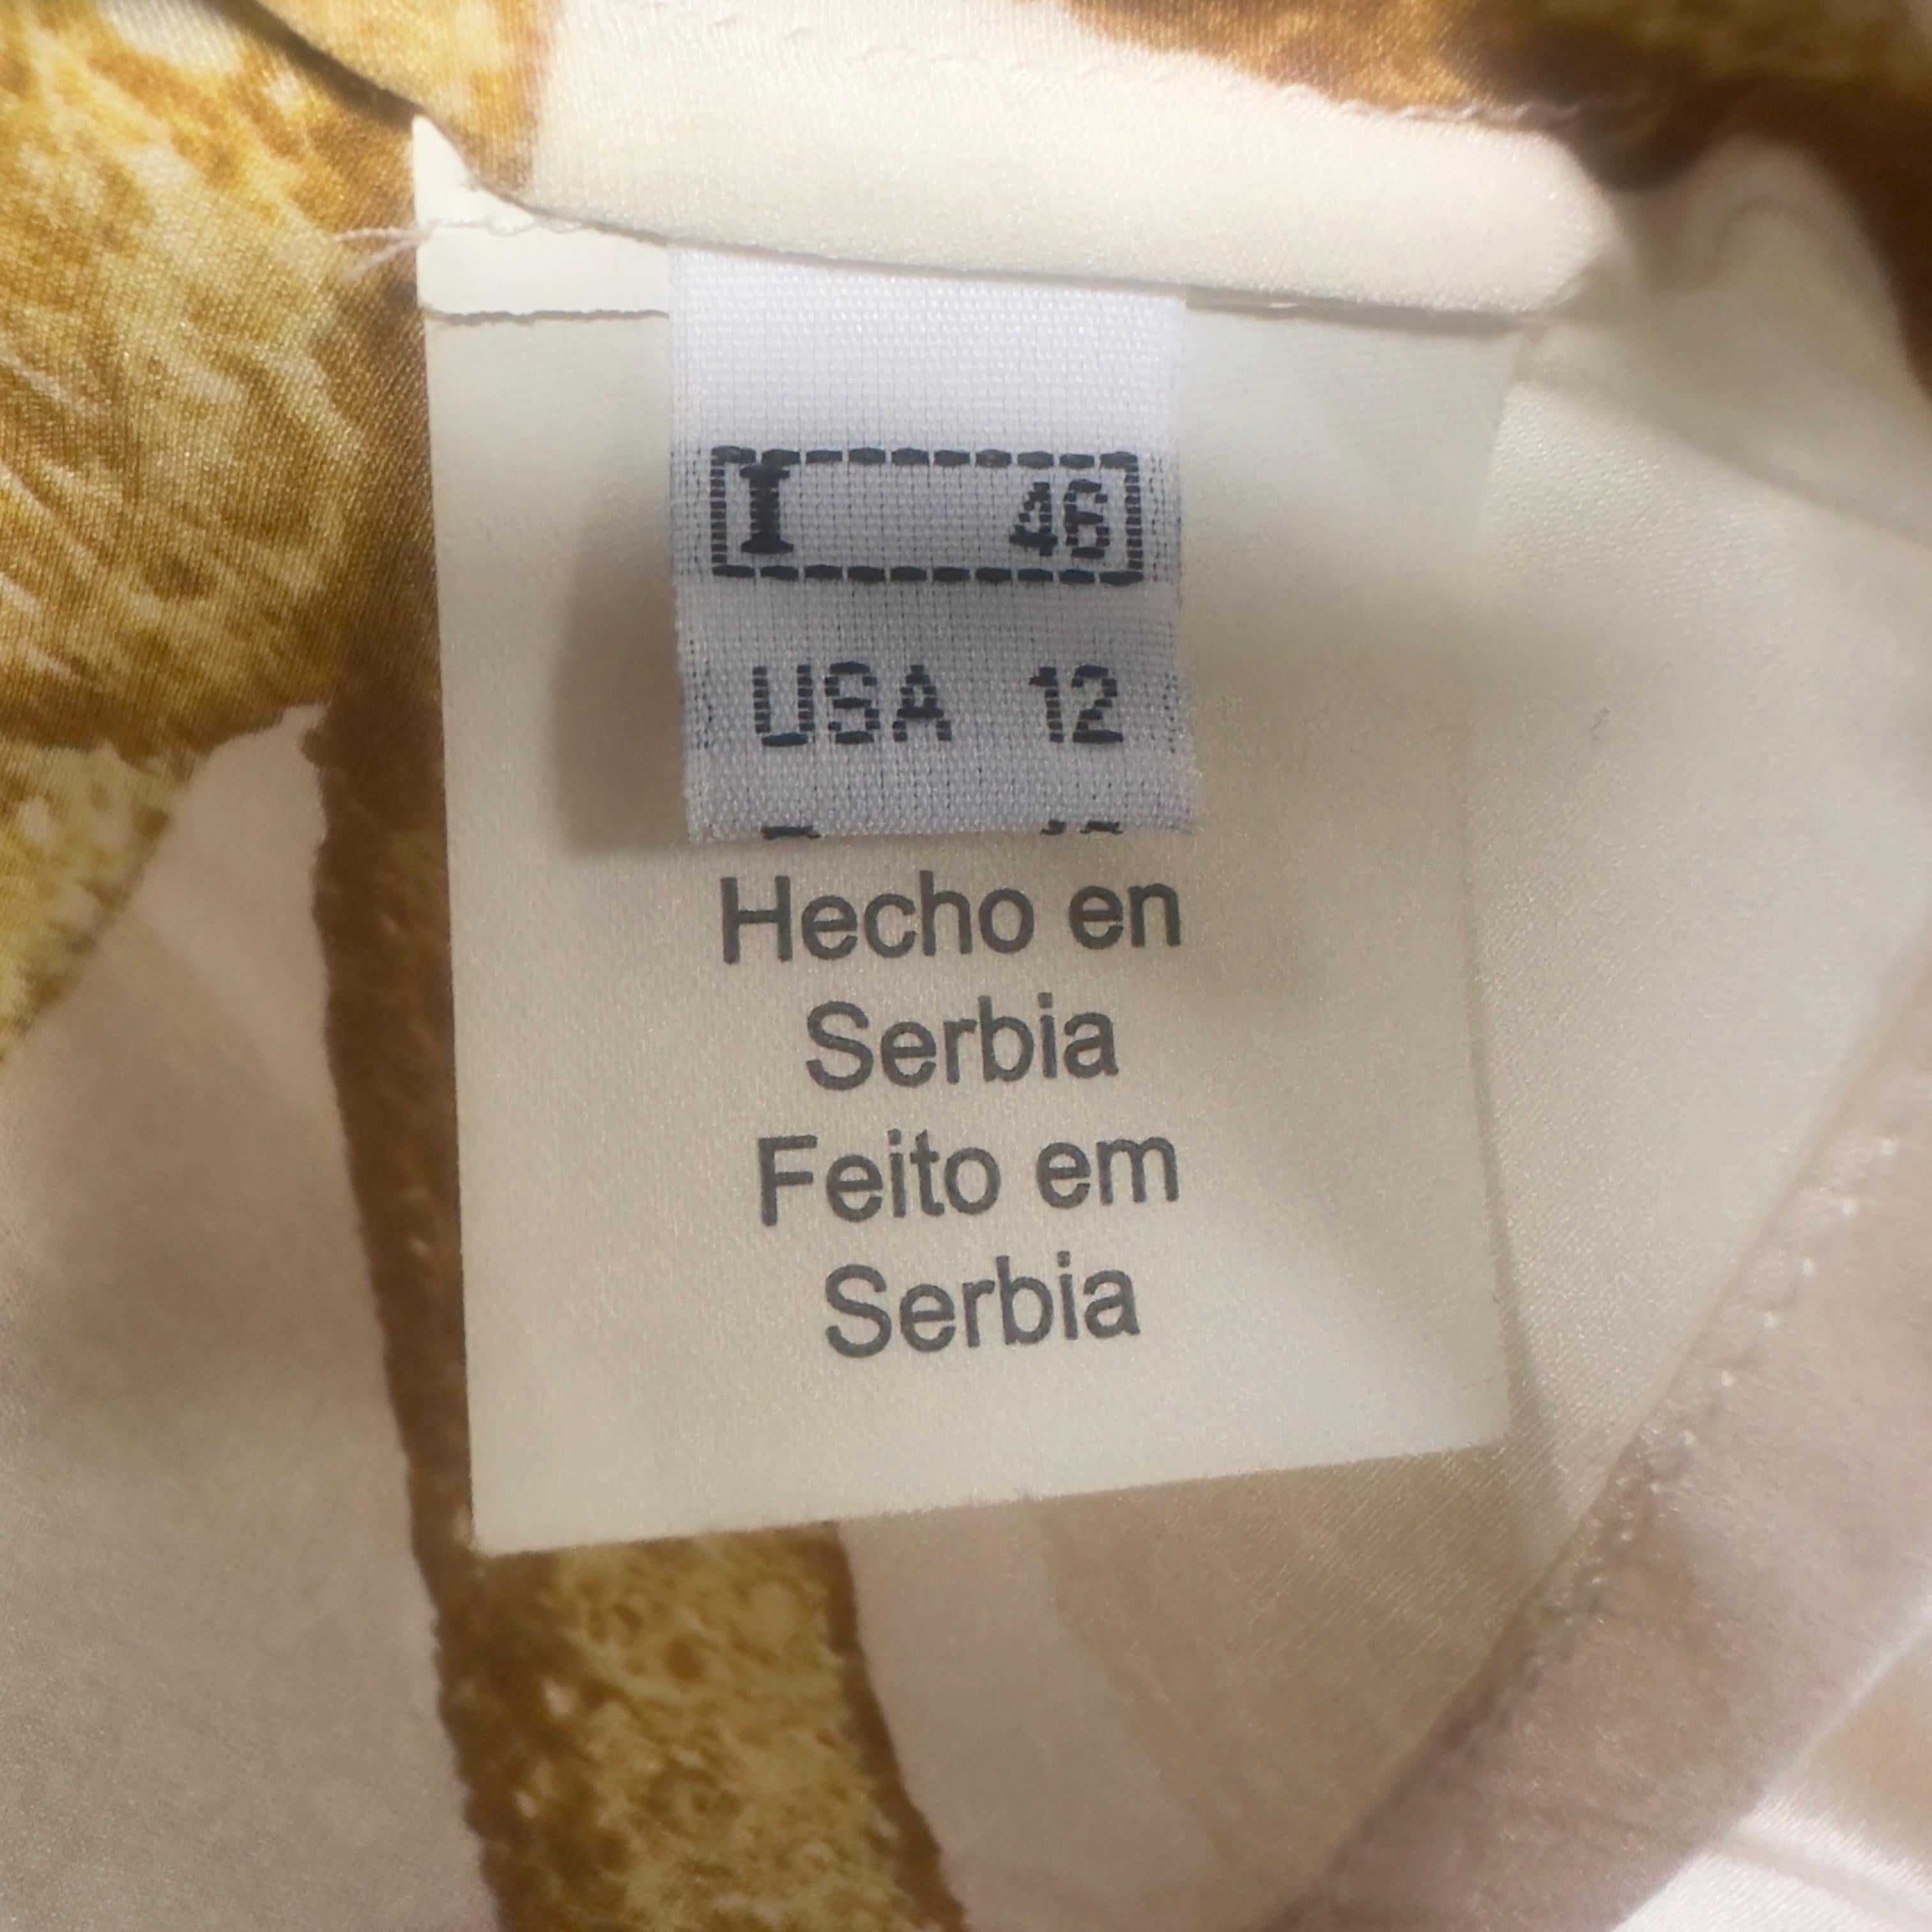 I 46
USA 12
Hecho en
Serbia
Feito em
Serbia